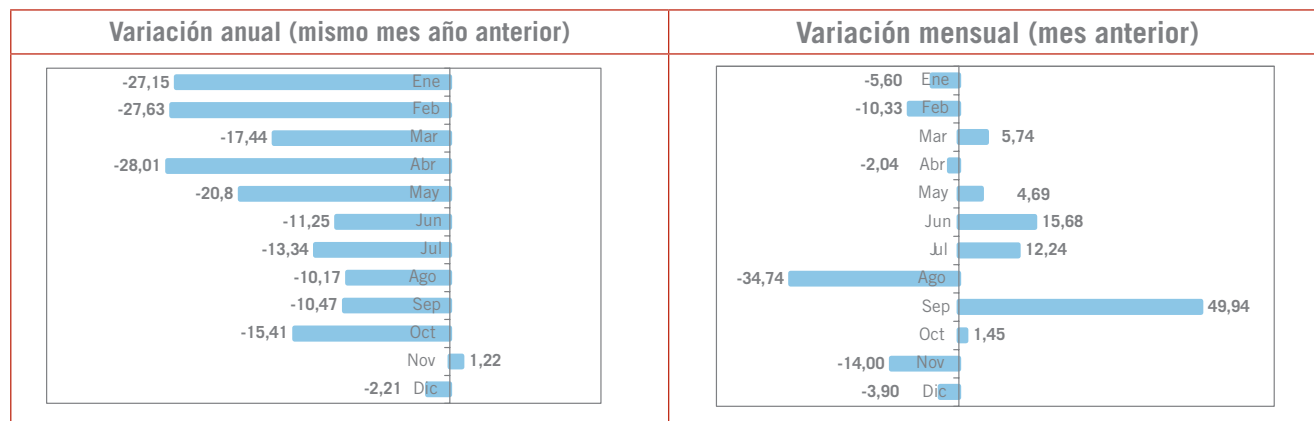 Variación anual (mismo mes año anterior)
-27,15 Ene
-27,63 Feb
-17,44 Mar
-28,01 Abr
-20,8 May
-11,25 Jun
-13,34 Jul
-10,17 Ago
-10,47 Sep
-15,41 Oct
Nov 1,22
-2,21 Dic
Variación mensual (mes anterior)
-5,60 Ene
-10,33 Feb
Mar 5,74
-2,04 Abr
May 4,69
Jun 15,68
Jul 12,24
-34,74 Ago
Sep 49,94
Oct 1,45
-14,00 Nov
-3,90 Dic